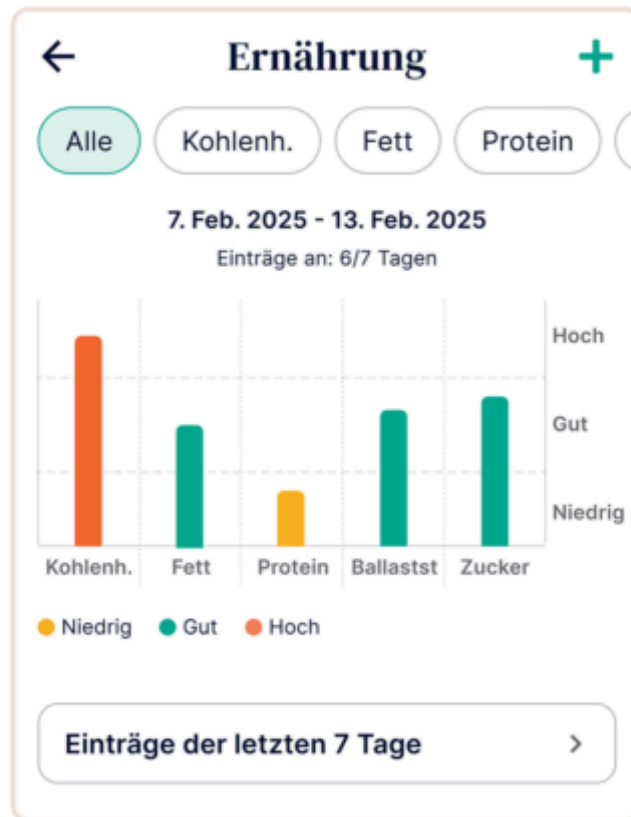 Ernährung
Alle Kohlenh. Fett Protein
7. Feb. 2025 - 13. Feb. 2025
Einträge an: 6/7 Tagen
Hoch
Gut
Niedrig
Kohlenh. Fett Protein Ballastst Zucker
Niedrig Gut Hoch
Einträge der letzten 7 Tage